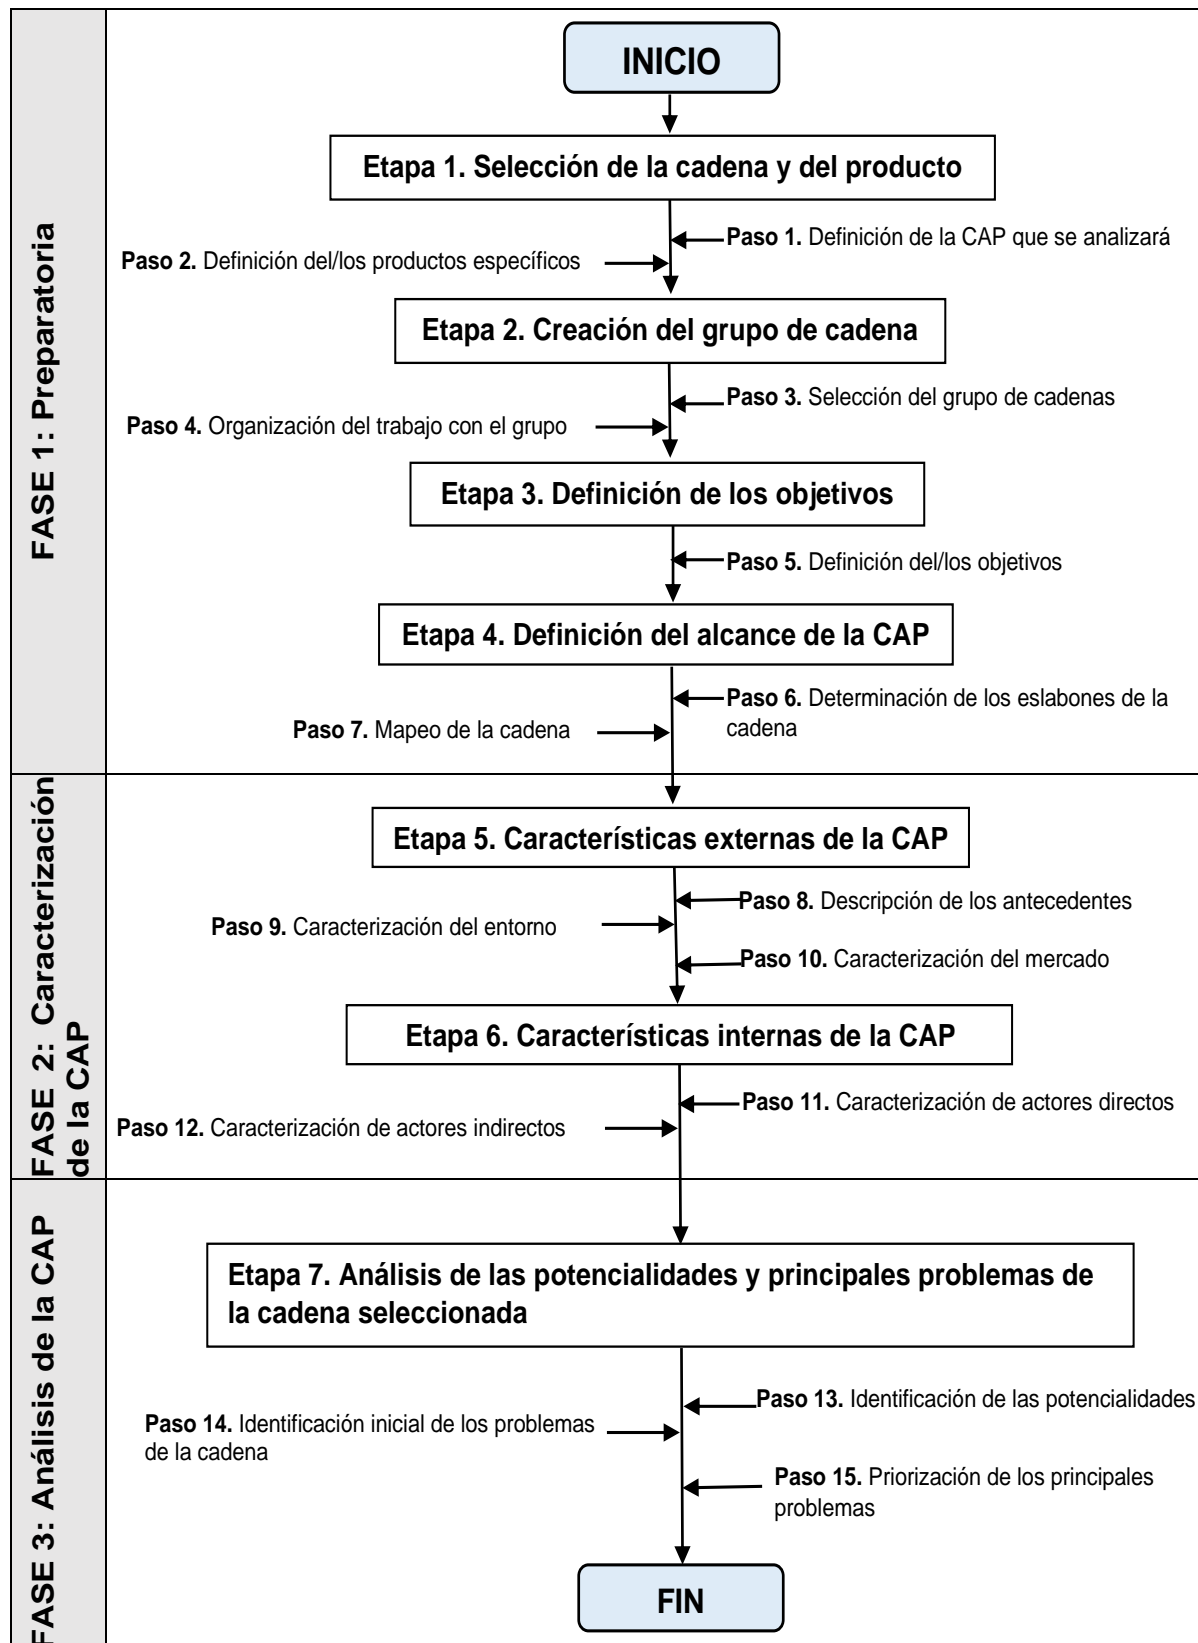 FASE 1: Preparatoria
INICIO
Etapa 1. Selección de la cadena y del producto
Paso 1. Definición de la CAP que se analizará
Paso 2. Definición del/los productos específicos
Etapa 2. Creación del grupo de cadena
Paso 3. Selección del grupo de cadenas
Paso 4. Organización del trabajo con el grupo
Etapa 3. Definición de los objetivos
Paso 5. Definición del/los objetivos
Etapa 4. Definición del alcance de la CAP
Paso 6. Determinación de los eslabones de la
cadena
Paso 7. Mapeo de la cadena
FASE 2: Caracterización
de la CAP
Etapa 5. Característícas externas de la CAP
Paso 8. Descripción de los antecedentes
Paso 9. Caracterización del entorno
Paso 10. Caracterización del mercado
Etapa 6. Característícas internas de la CAP
Paso 11. Caracterización de actores directos
Paso 12. Caracterización de actores indirectos
FASE 3: Análisis de la CAP
Etapa 7. Análisis de las potencialidades y principales problemas de
la cadena seleccionada
Paso 13. Identificación de las potencialidades
Paso 14. Identificación inicial de los problemas
de la cadena
Paso 15. Priorización de los principales
problemas
FIN